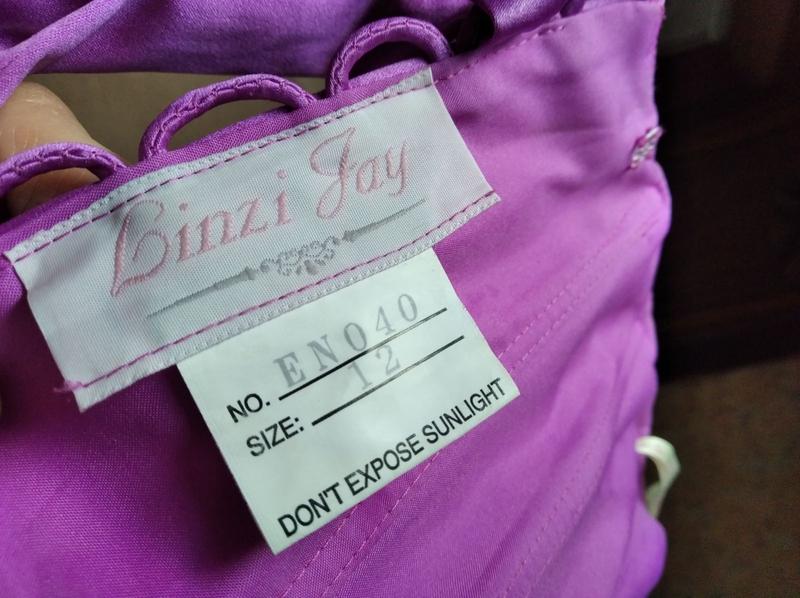 Linzi Jay
NO. EN040
SIZE: 12
DON'T EXPOSE SUNLIGHT